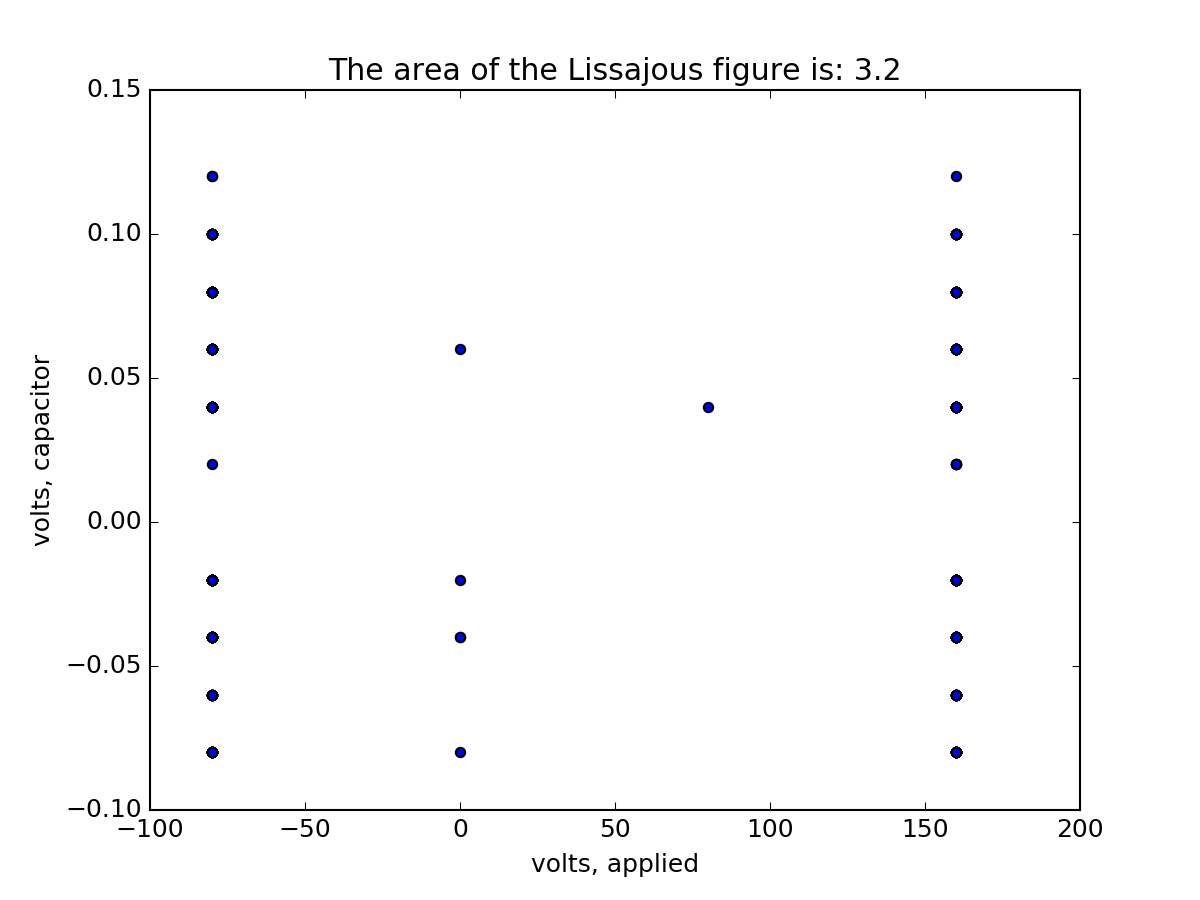 The area of the Lissajous figure is: 3.2
0.15
0.10
0.05
0.00
−0.05
−0.10
volts, capacitor
−100 −50 0 50 100 150 200
volts, applied